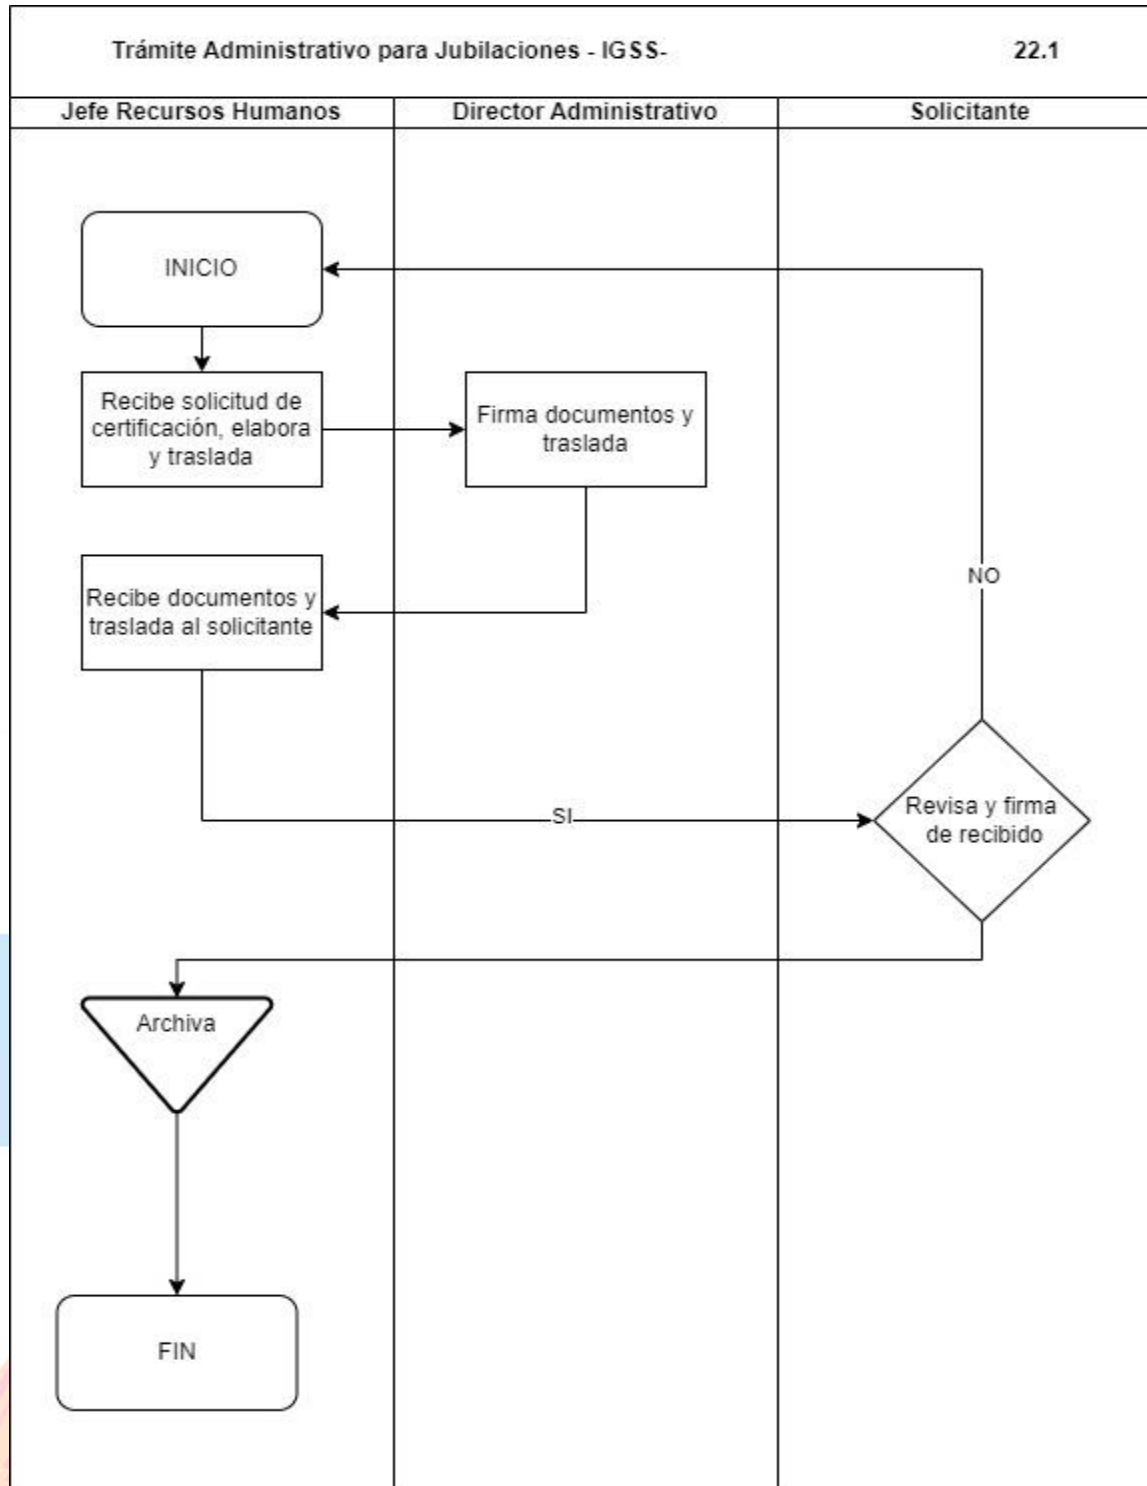 Trámite Administrativo para Jubilaciones - IGSS-
22.1
Jefe Recursos Humanos
Director Administrativo
Solicitante
INICIO
Recibe solicitud de
certificación, elabora
y traslada
Firma documentos y
traslada
Recibe documentos y
traslada al solicitante
NO
SI
Revisa y firma
de recibido
Archiva
FIN